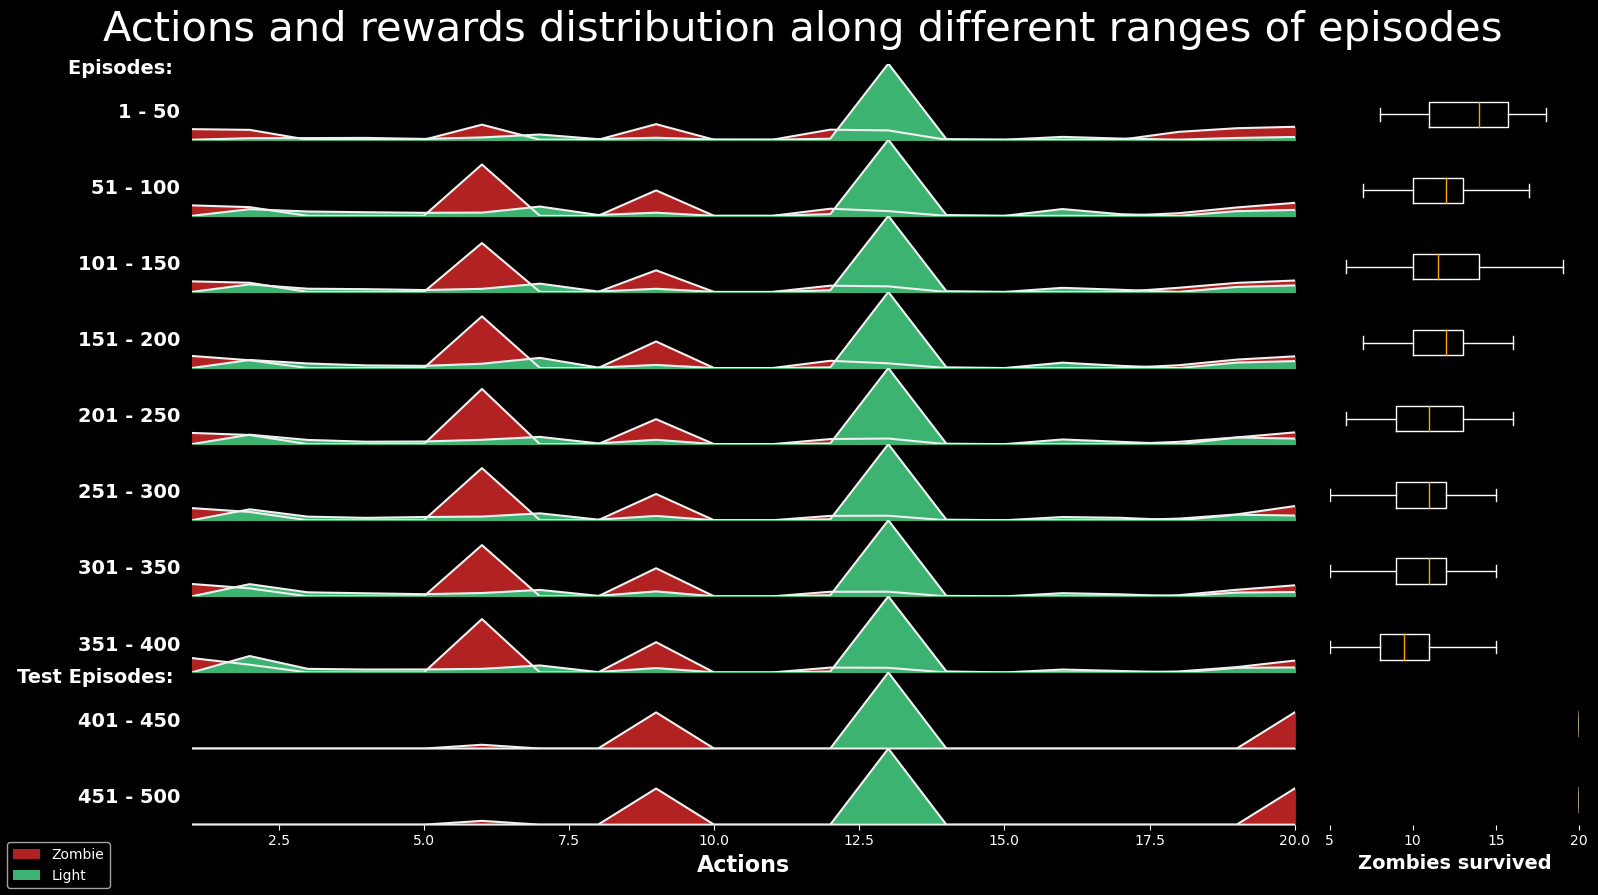 Actions and rewards distribution along different ranges of episodes
Episodes:
1 - 50
51 - 100
101 - 150
151 - 200
201 - 250
251 - 300
301 - 350
351 - 400
Test Episodes:
401 - 450
451 - 500
2.5 5.0 7.5 10.0 12.5 15.0 17.5 20.0 5 10 15 20
Actions
Zombies survived
Zombie
Light